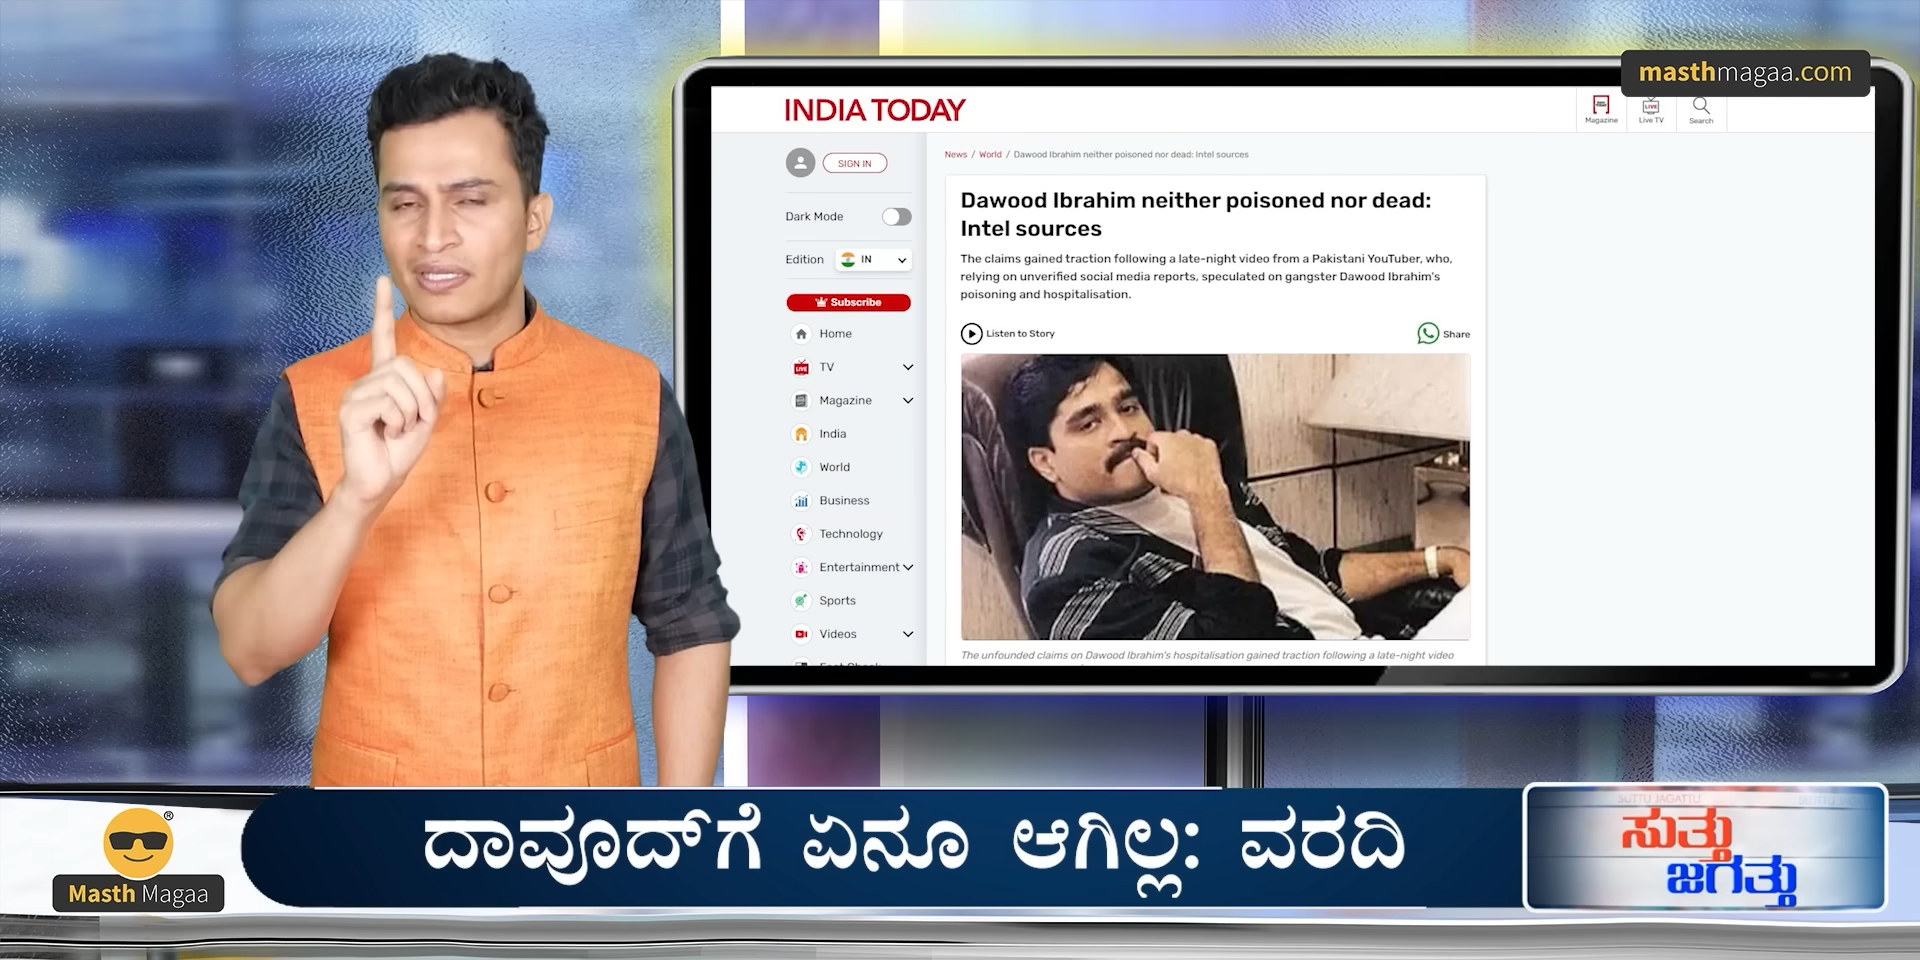 masthmagaa.com
INDIA TODAY
Magazine
LIVE
Live TV
Search
SIGN IN
News / World / Dawood Ibrahim neither poisoned nor dead: Intel sources
Dark Mode
Edition
IN
Subscribe
Home
LIVE
TV
Magazine
India
World
Business
Technology
Entertainment
Sports
Videos
Dawood Ibrahim neither poisoned nor dead:
Intel sources
The claims gained traction following a late-night video from a Pakistani YouTuber, who,
relying on unverified social media reports, speculated on gangster Dawood Ibrahim's
poisoning and hospitalisation.
Listen to Story
Share
The unfounded claims on Dawood Ibrahim's hospitalisation gained traction following a late-night video
®
Masth Magaa
ದಾವೂದ್‌ಗೆ ಏನೂ ಆಗಿಲ್ಲ: ವರದಿ
SUTTU JAGATTU
ಸುತ್ತು
ಜಗತ್ತು